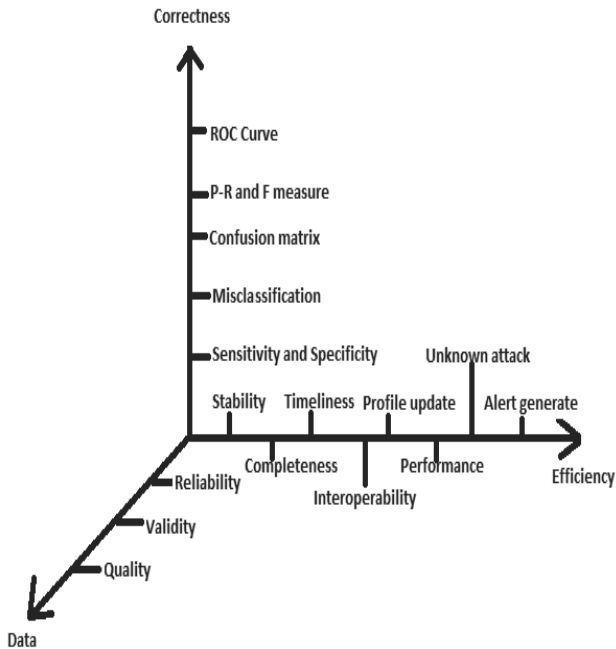 Correctness
ROC Curve
P-R and F measure
Confusion matrix
Misclassification
Sensitivity and Specificity
Unknown attack
Stability
Timeliness
Profile update
Alert generate
Completeness
Performance
Interoperability
Efficiency
Reliability
Validity
Quality
Data